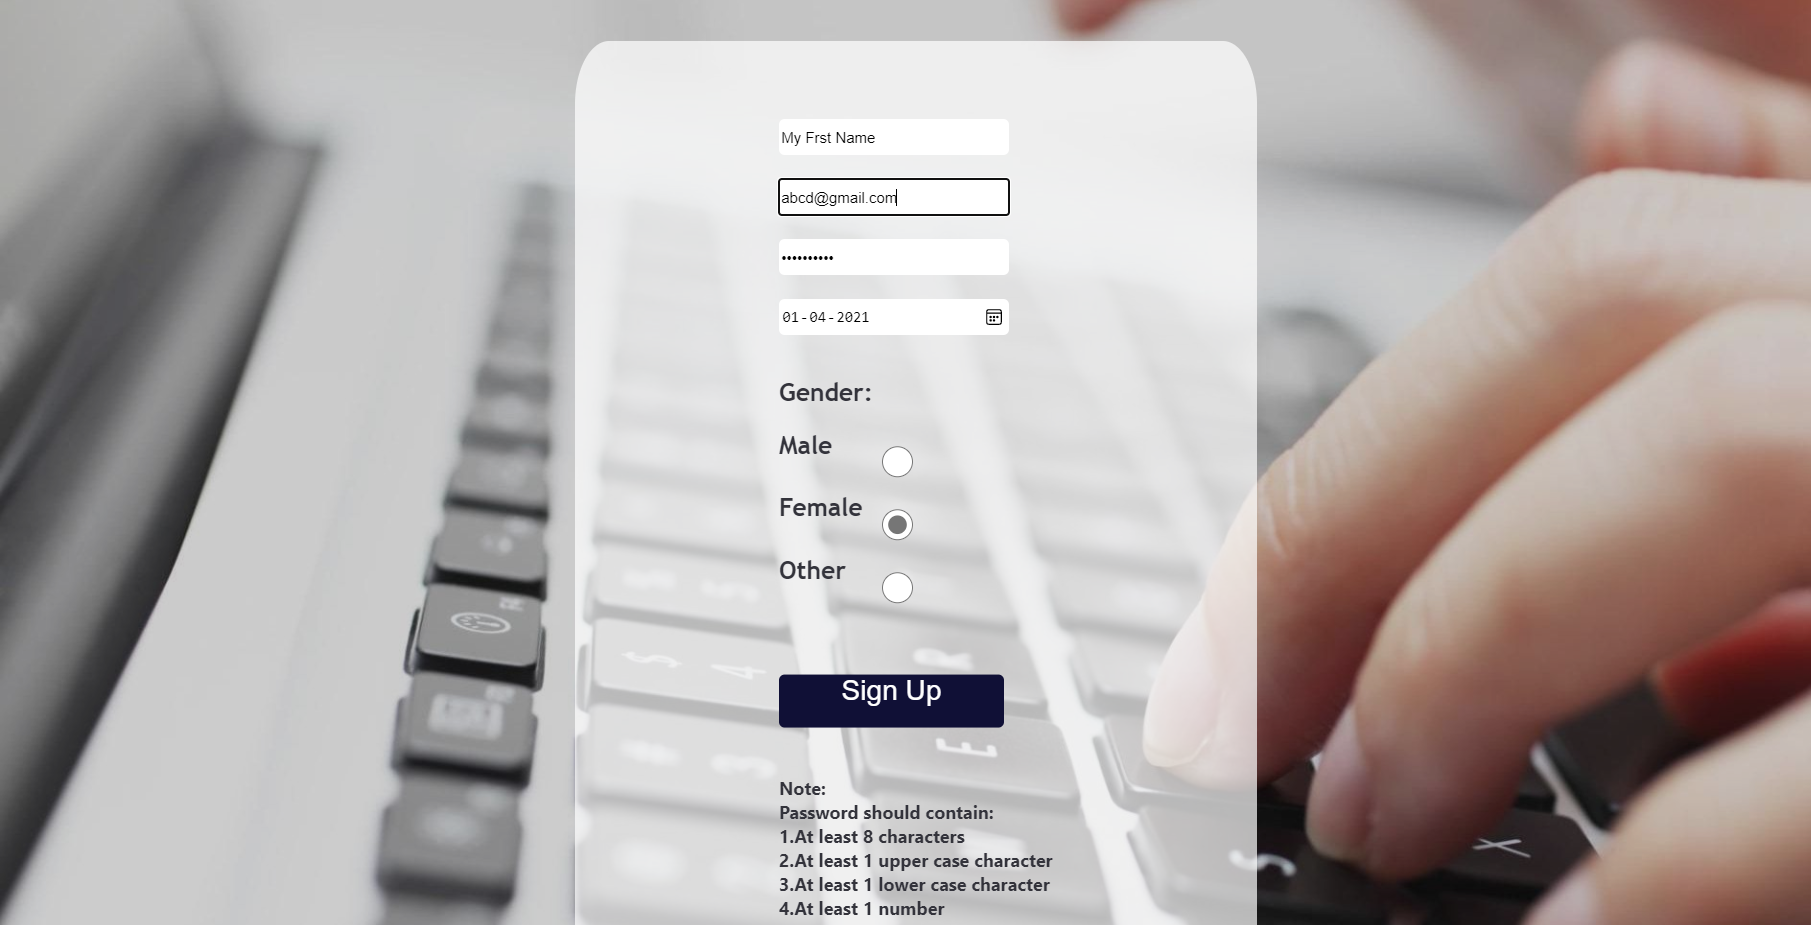 My Frst Name
abcd@gmail.com
••••••••••
01-04-2021
Gender:
Male
Female
Other
$ 4
R
Sign Up
E
3
Note:
Password should contain:
1.At least 8 characters
2.At least 1 upper case character
3.At least 1 lower case character
4.At least 1 number
S
X